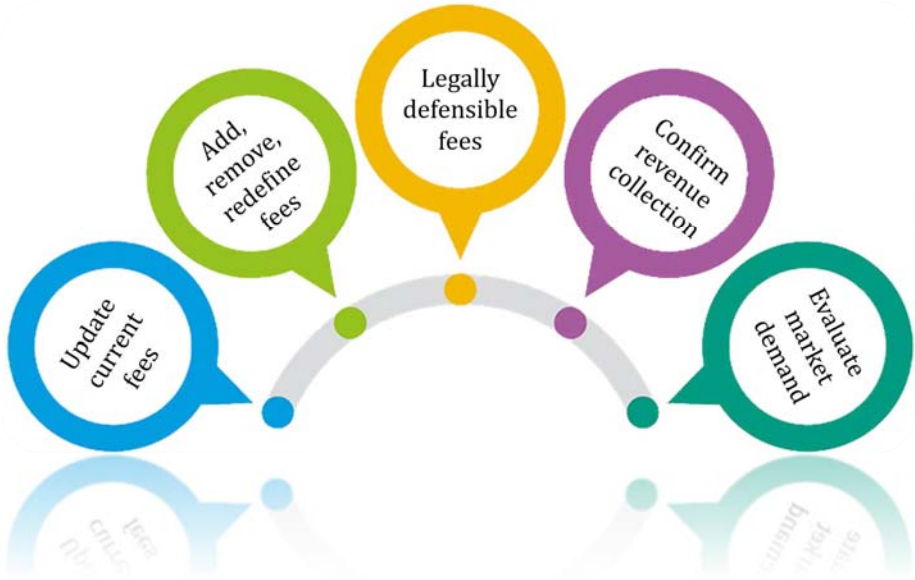 Update
current
fees
Add,
remove,
redefine
fees
Legally
defensible
fees
Confirm
revenue
collection
Evaluate
market
demand